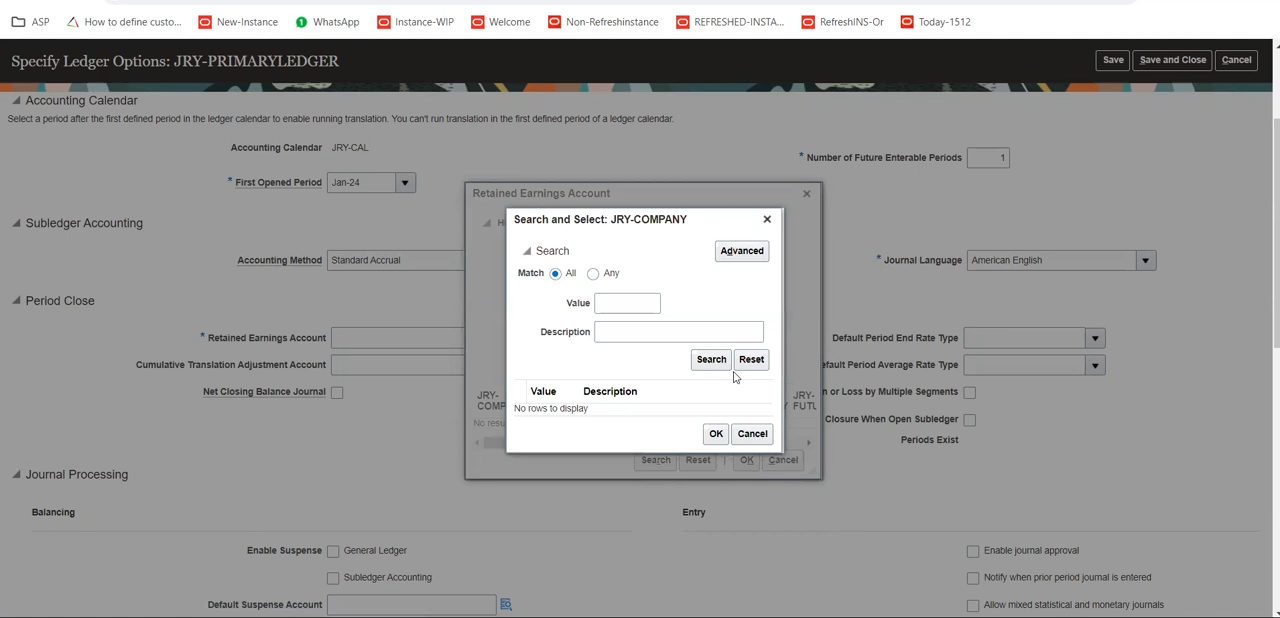 ASP
How to define custo...
New-Instance
WhatsApp
Instance-WIP
Welcome
Non-Refreshinstance
REFRESHED-INSTA...
RefreshINS-Or
Today-1512
Specify Ledger Options: JRY-PRIMARYLEDGER
Save
Save and Close
Cancel
Accounting Calendar
Select a period after the first defined period in the ledger calendar to enable running translation. You can't run translation in the first defined period of a ledger calendar.
Accounting Calendar JRY-CAL
* Number of Future Enterable Periods 1
* First Opened Period Jan-24
Retained Earnings Account
Search and Select: JRY-COMPANY
Subledger Accounting
Search
Advanced
Accounting Method Standard Accrual
* Journal Language American English
Match All Any
Period Close
Value
* Retained Earnings Account
Description
Default Period End Rate Type
Cumulative Translation Adjustment Account
Search Reset
efault Period Average Rate Type
Net Closing Balance Journal
Value Description
n or Loss by Multiple Segments
JRY-
COMP
No rows to display
JRY-
FUTU
No resu
Closure When Open Subledger
Periods Exist
OK Cancel
Search Reset OK Cancel
Journal Processing
Balancing
Entry
Enable Suspense General Ledger
Enable journal approval
Subledger Accounting
Notify when prior period journal is entered
Default Suspense Account
Allow mixed statistical and monetary journals